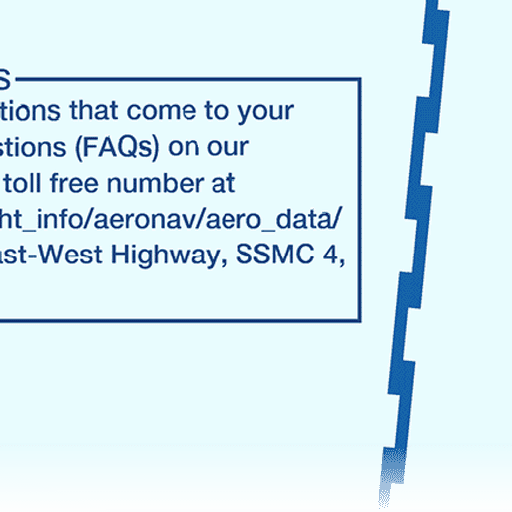 S
tions that come to your
stions (FAQs) on our
toll free number at
ht_info/aeronav/aero_data/
ast-West Highway, SSMC 4,